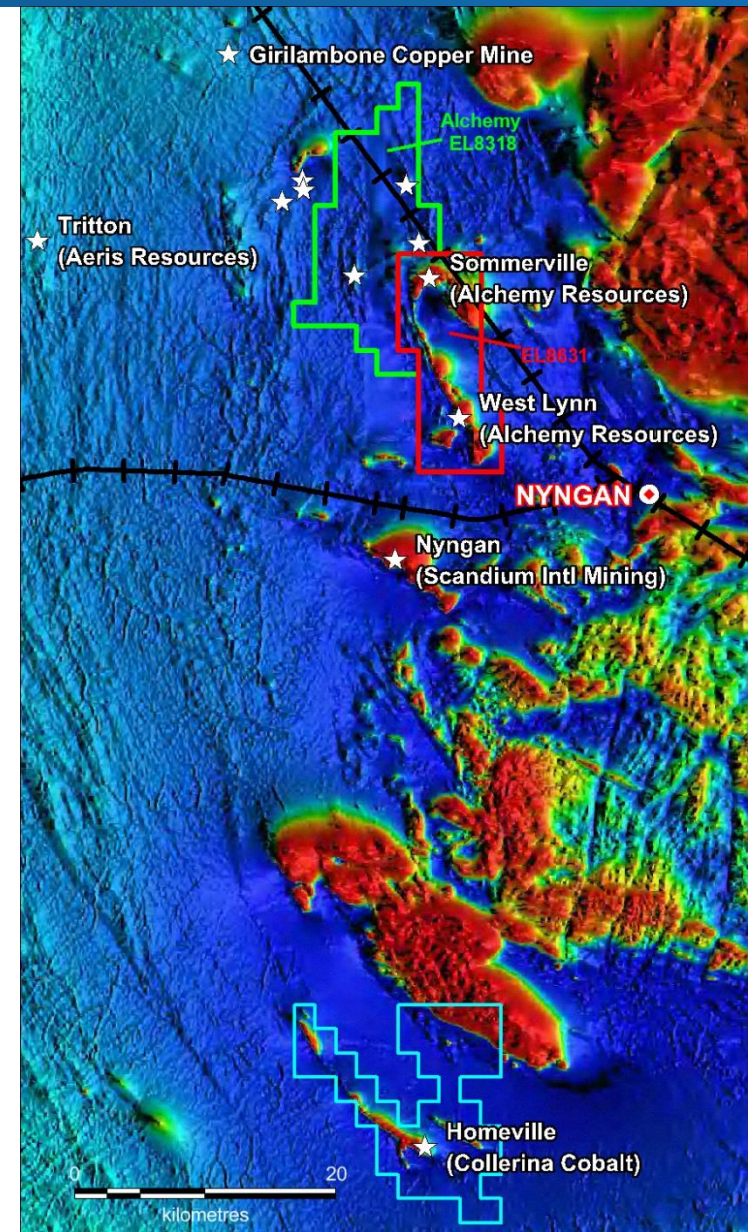 Girilambone Copper Mine
Alchemy
EL8318
Tritton
(Aeris Resources)
Sommerville
(Alchemy Resources)
EL8631
West Lynn
(Alchemy Resources)
NYNGAN
Nyngan
(Scandium Intl Mining)
Homeville
(Collerina Cobalt)
0 20
kilometres